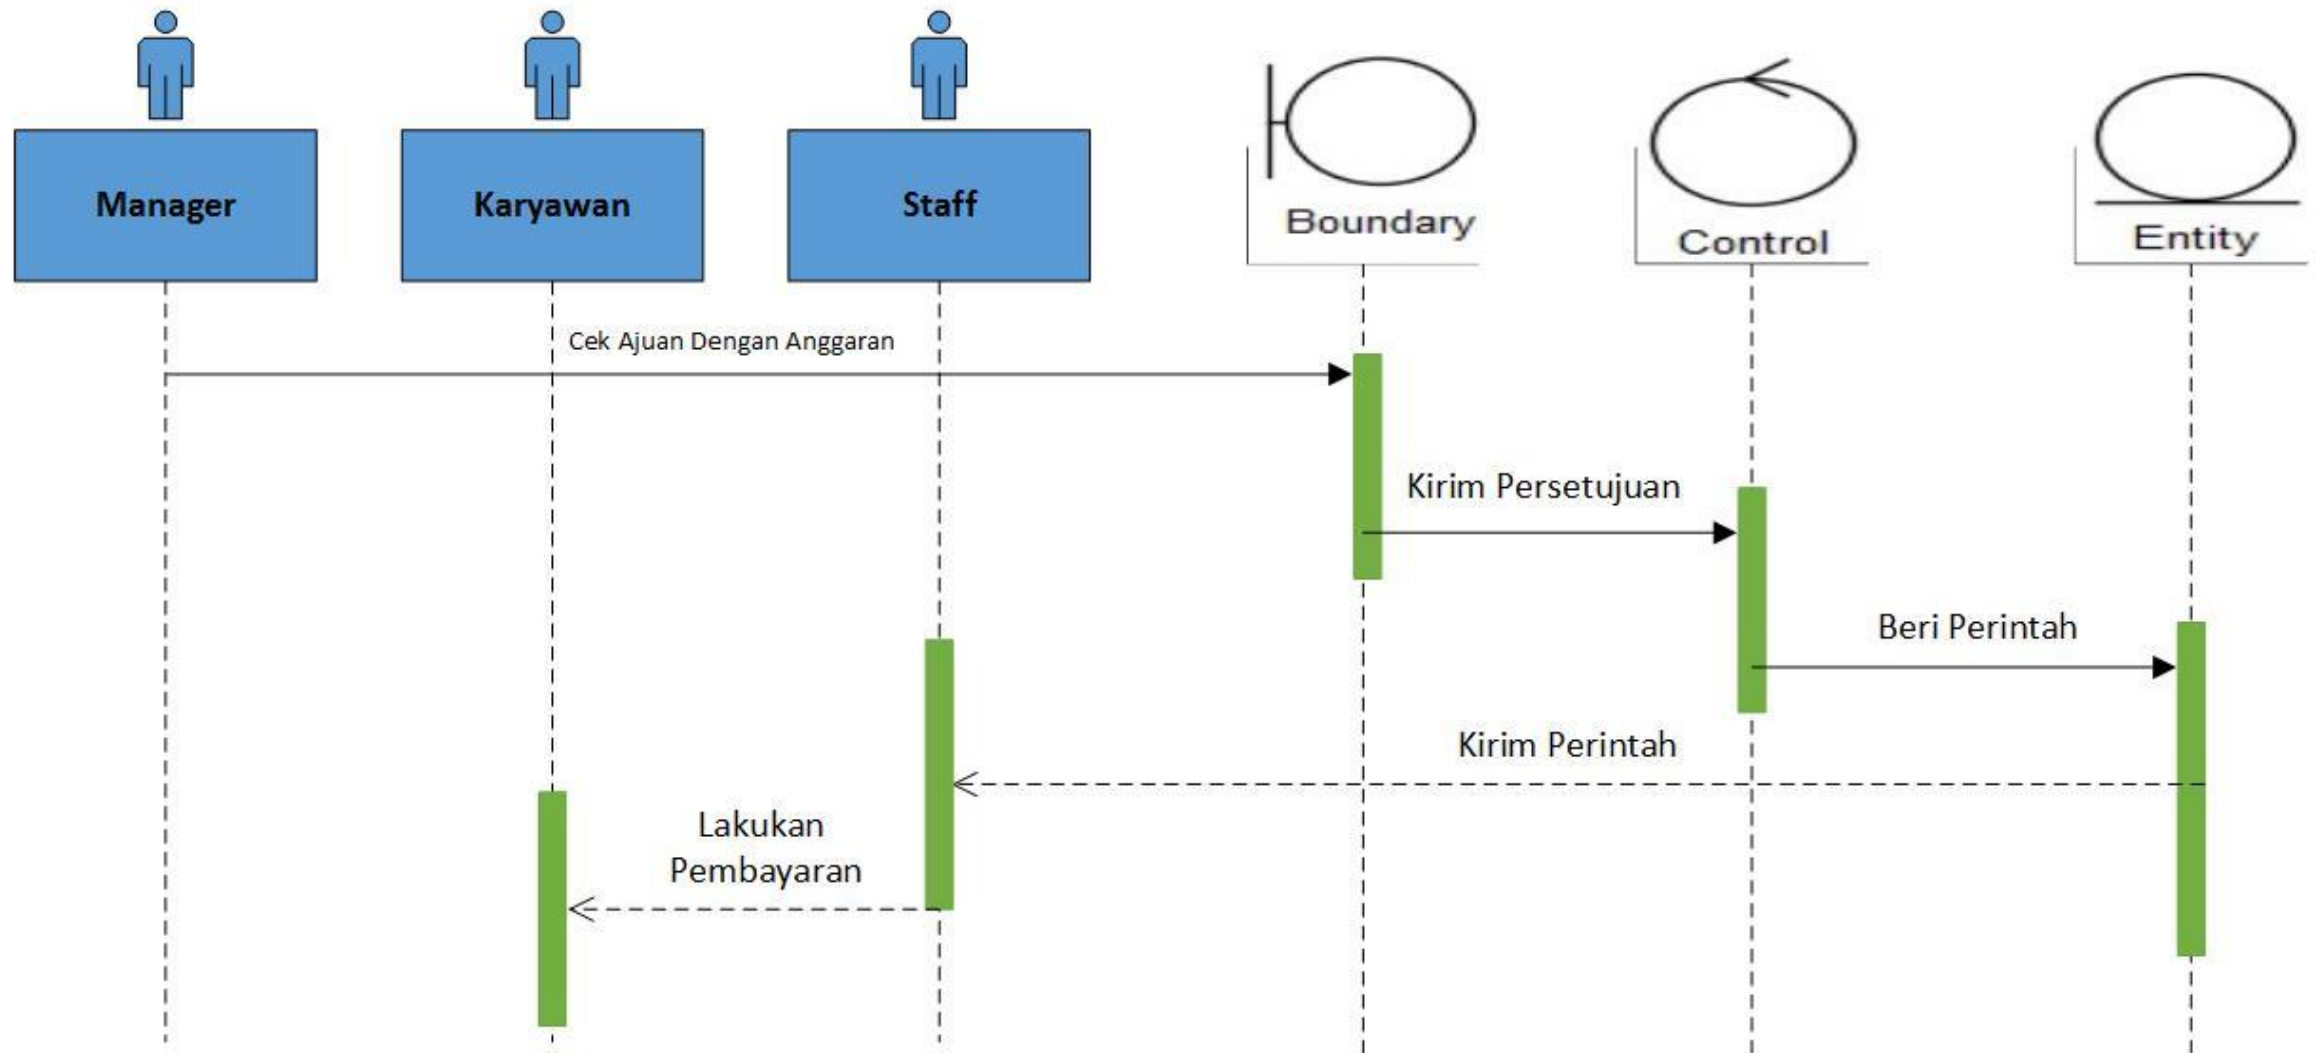 Manager
Karyawan
Staff
Boundary
Control
Entity
Cek Ajuan Dengan Anggaran
Kirim Persetujuan
Beri Perintah
Kirim Perintah
Lakukan
Pembayaran